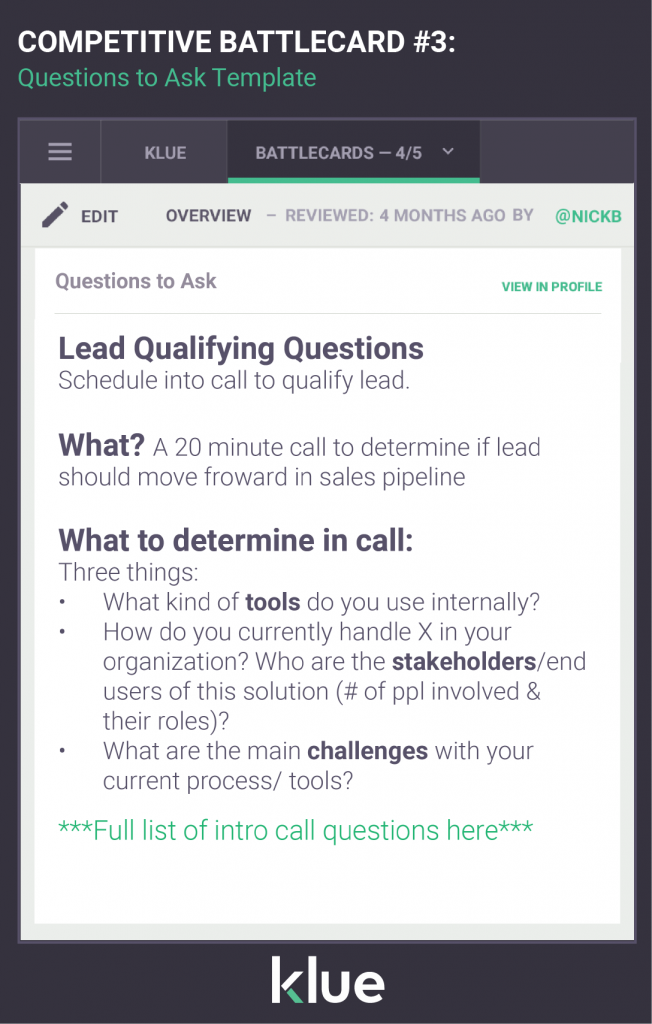 COMPETITIVE BATTLECARD #3:
Questions to Ask Template
KLUE
BATTLECARDS — 4/5
EDIT OVERVIEW – REVIEWED: 4 MONTHS AGO BY @NICKB
Questions to Ask
VIEW IN PROFILE
Lead Qualifying Questions
Schedule into call to qualify lead.
What? A 20 minute call to determine if lead
should move froward in sales pipeline
What to determine in call:
Three things:
• What kind of tools do you use internally?
• How do you currently handle X in your
organization? Who are the stakeholders/end
users of this solution (# of ppl involved &
their roles)?
• What are the main challenges with your
current process/ tools?
***Full list of intro call questions here***
klue